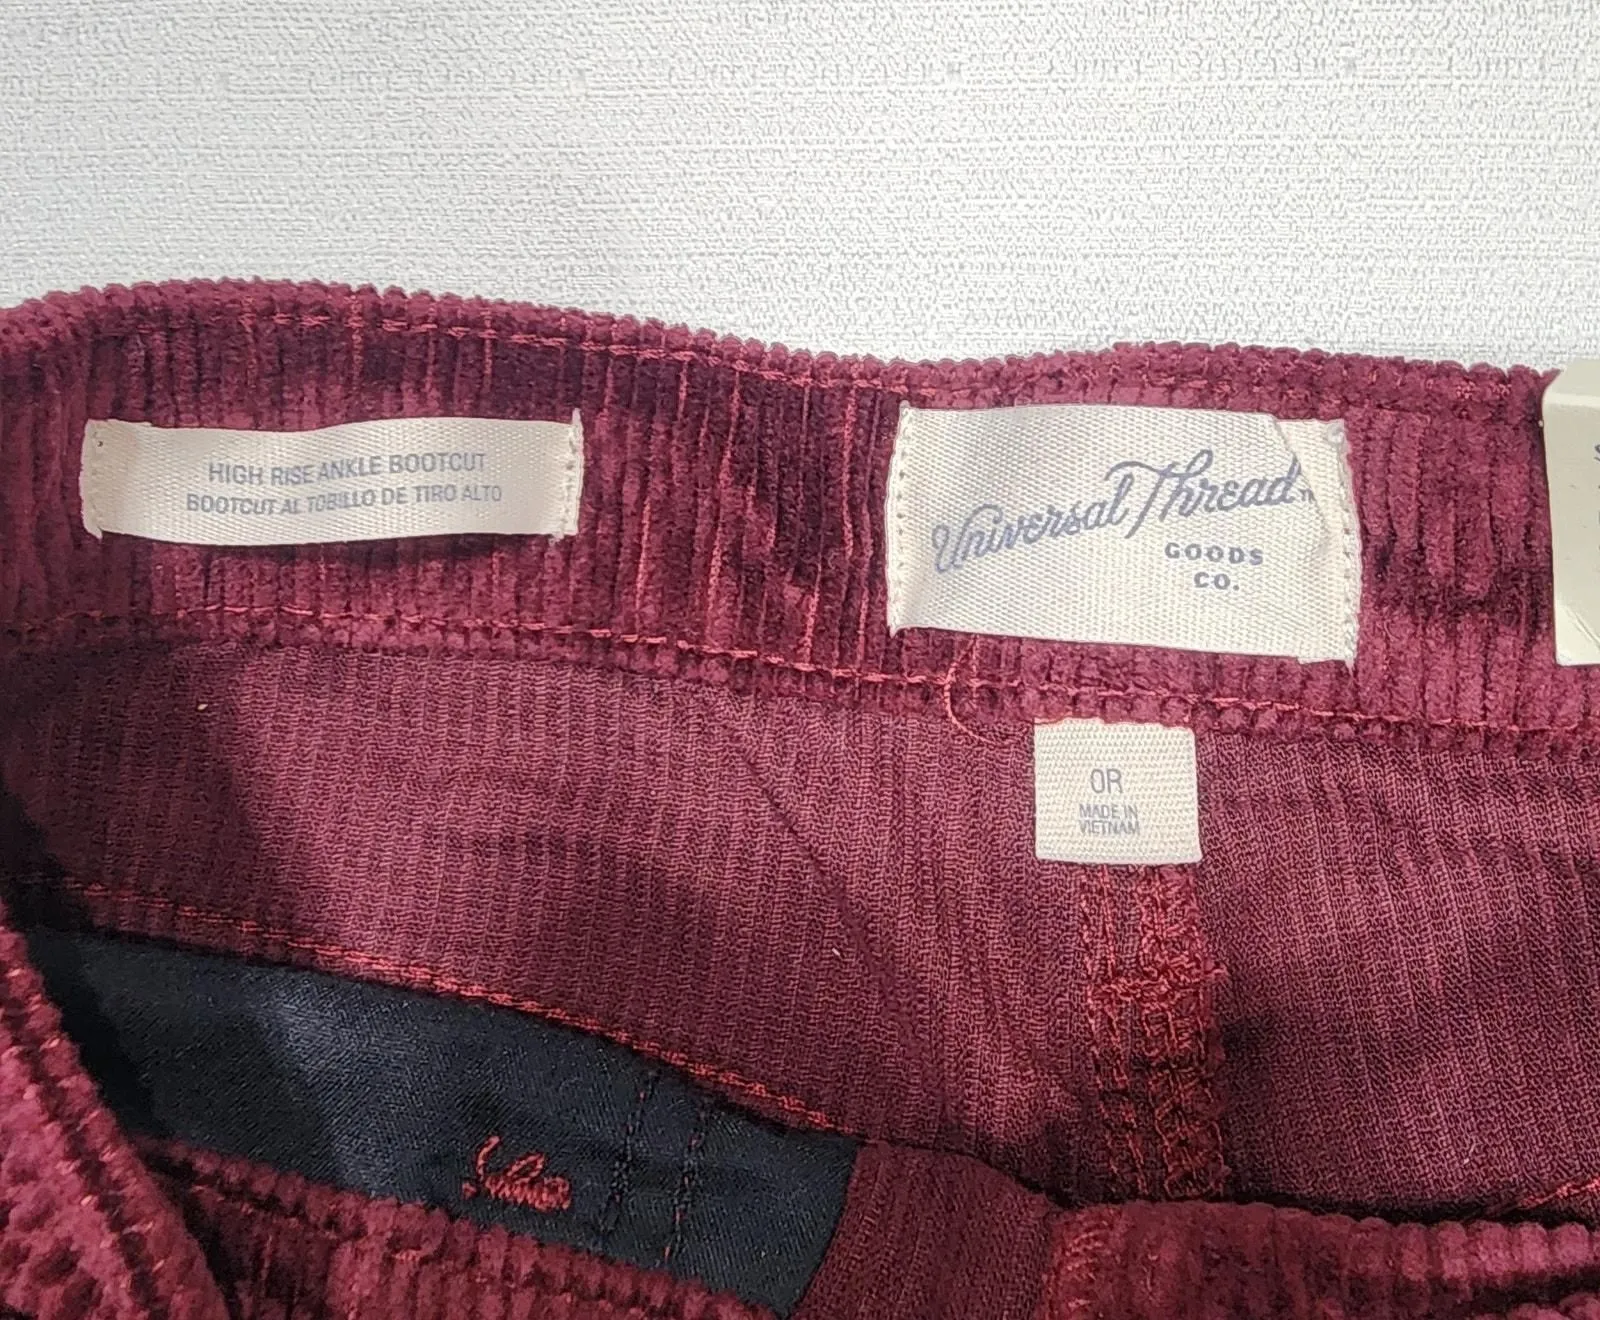 HIGH RISE ANKLE BOOTCUT
BOOTCUT AL TOBILLO DE TIRO ALTO
Universal Thread
GOODS
CO.
0R
MADE IN
VIETNAM